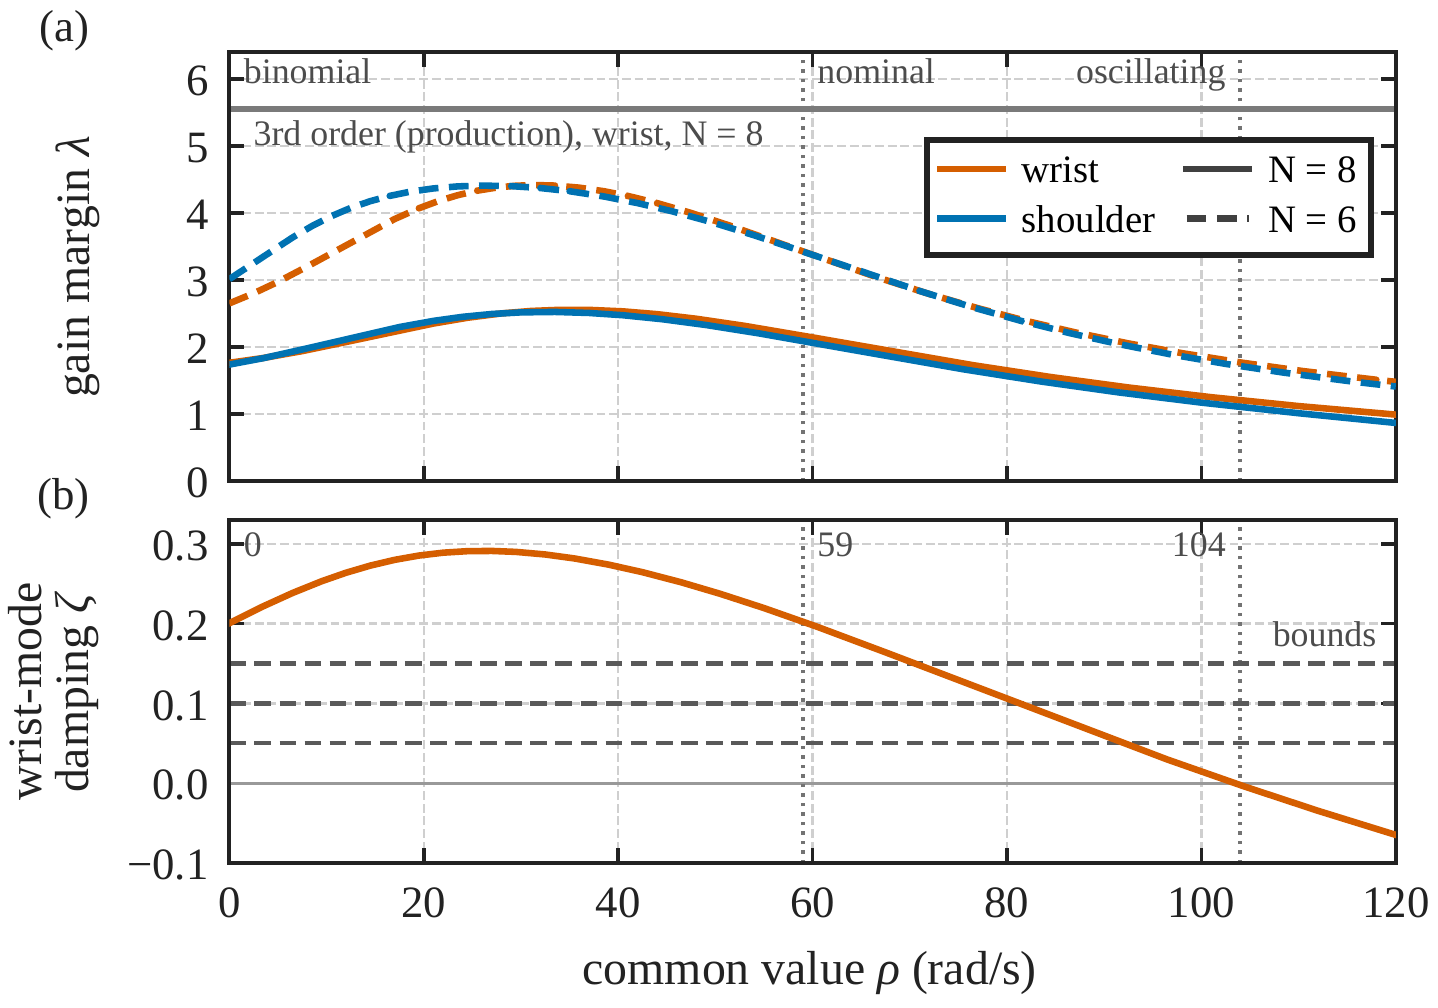 (a)
6
5
4
3
2
1
0
gain margin λ
binomial
nominal
oscillating
3rd order (production), wrist, N = 8
wrist
N = 8
shoulder
N = 6
(b)
0.3
0.2
0.1
0.0
−0.1
wrist-mode
damping ζ
0
59
104
bounds
0
20
40
60
80
100
120
common value ρ (rad/s)